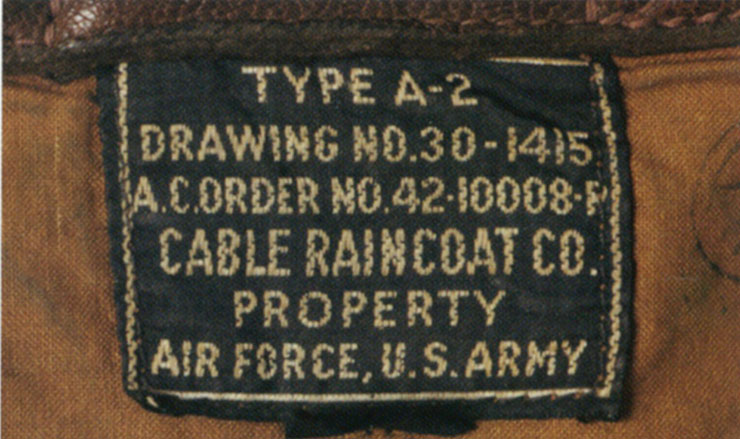 TYPE A-2
DRAWING NO.30-1415
A.C.ORDER NO.42-10008-P
CABLE RAINCOAT CO.
PROPERTY
AIR FORCE, U.S. ARMY